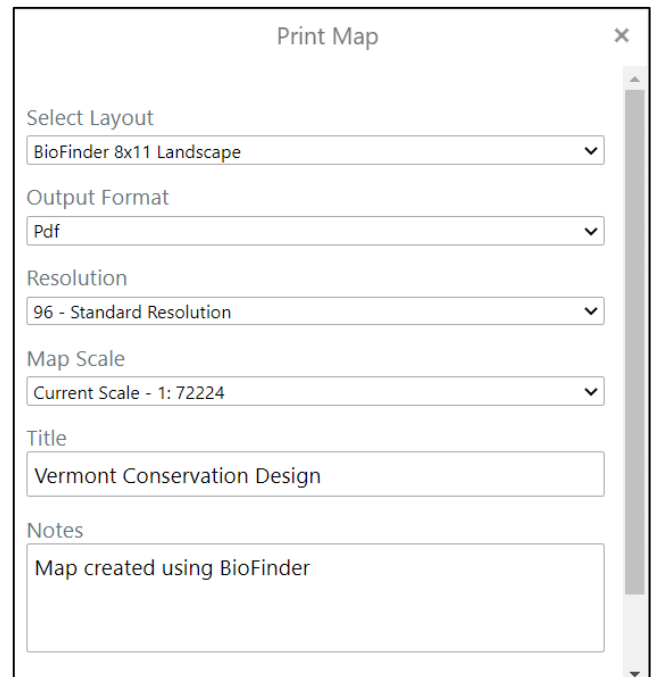 Print Map ×
Select Layout
BioFinder 8x11 Landscape
Output Format
Pdf
Resolution
96 - Standard Resolution
Map Scale
Current Scale - 1: 72224
Title
Vermont Conservation Design
Notes
Map created using BioFinder